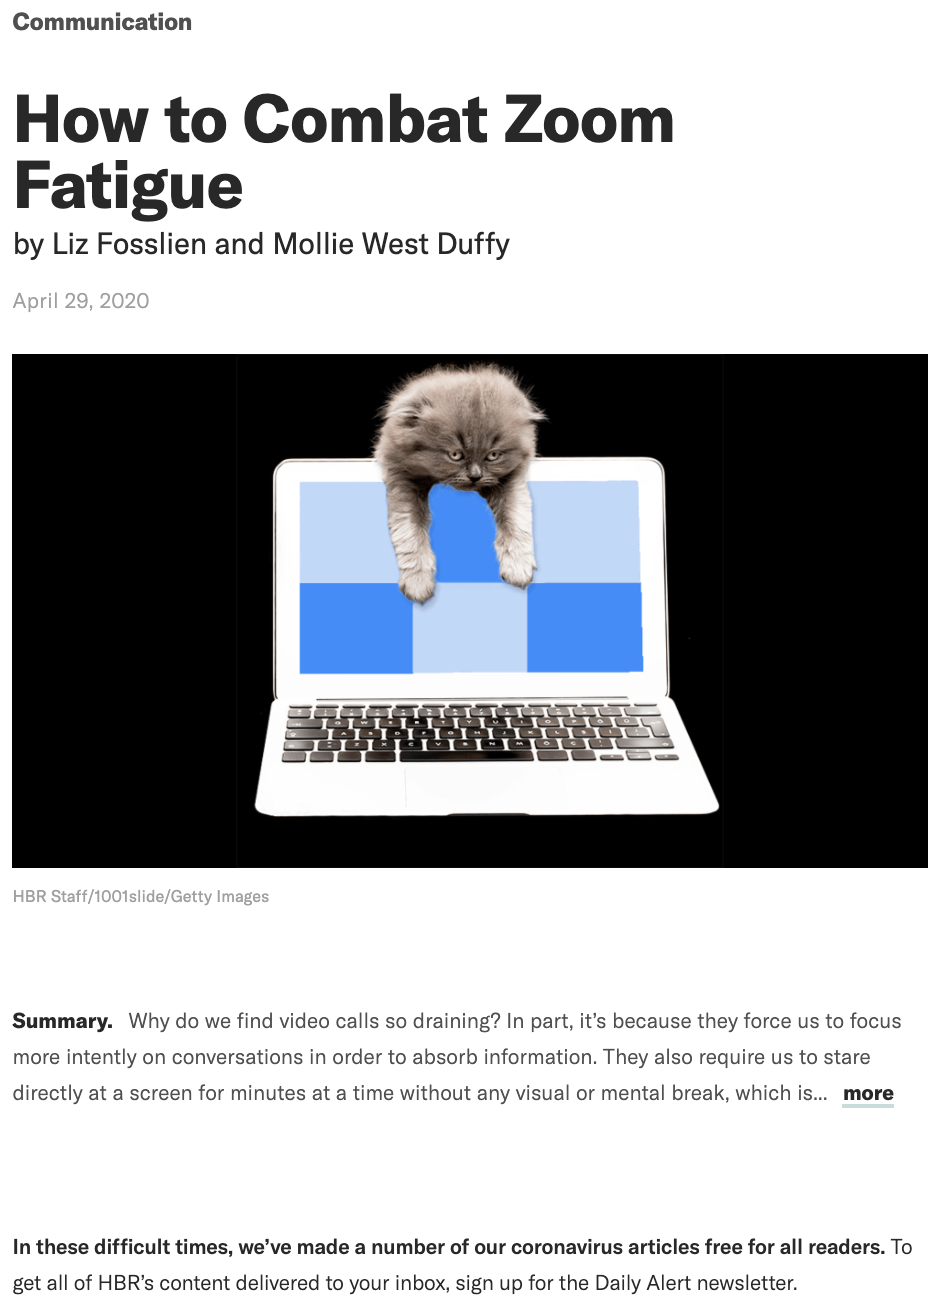 Communication
How to Combat Zoom
Fatigue
by Liz Fosslien and Mollie West Duffy
April 29, 2020
HBR Staff/1001slide/Getty Images
Summary. Why do we find video calls so draining? In part, it’s because they force us to focus
more intently on conversations in order to absorb information. They also require us to stare
directly at a screen for minutes at a time without any visual or mental break, which is... more
In these difficult times, we’ve made a number of our coronavirus articles free for all readers. To
get all of HBR’s content delivered to your inbox, sign up for the Daily Alert newsletter.